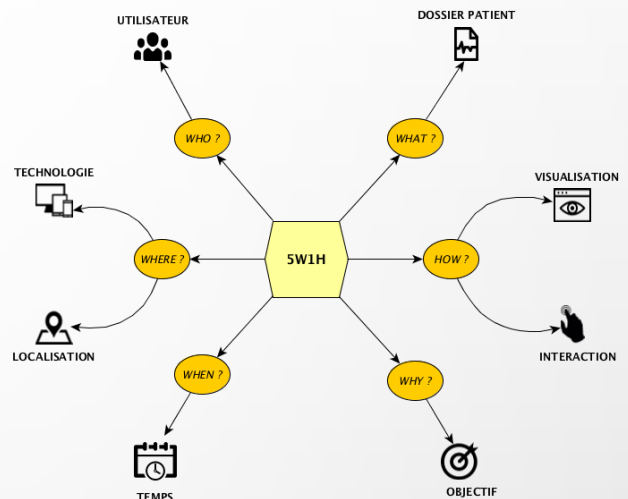 UTILISATEUR
DOSSIER PATIENT
WHO ?
WHAT ?
TECHNOLOGIE
VISUALISATION
WHERE ?
5W1H
HOW ?
LOCALISATION
INTERACTION
WHEN ?
WHY ?
TEMPS
OBJECTIF